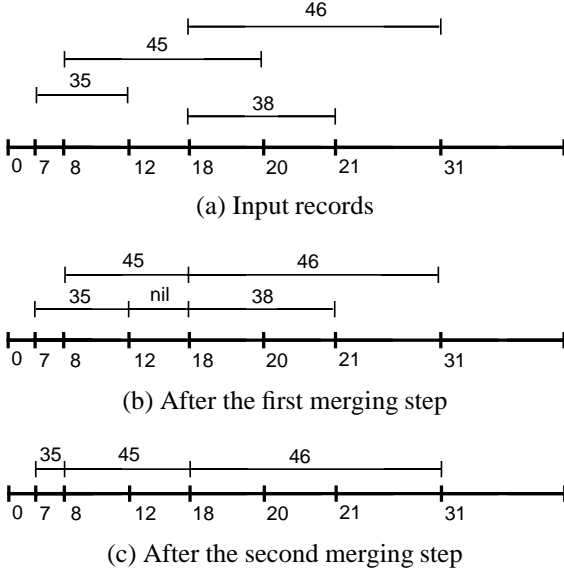 46
45
35
38
0 7 8 12 18 20 21 31
(a) Input records
45 46
35 nil 38
0 7 8 12 18 20 21 31
(b) After the first merging step
35 45 46
0 7 8 12 18 20 21 31
(c) After the second merging step